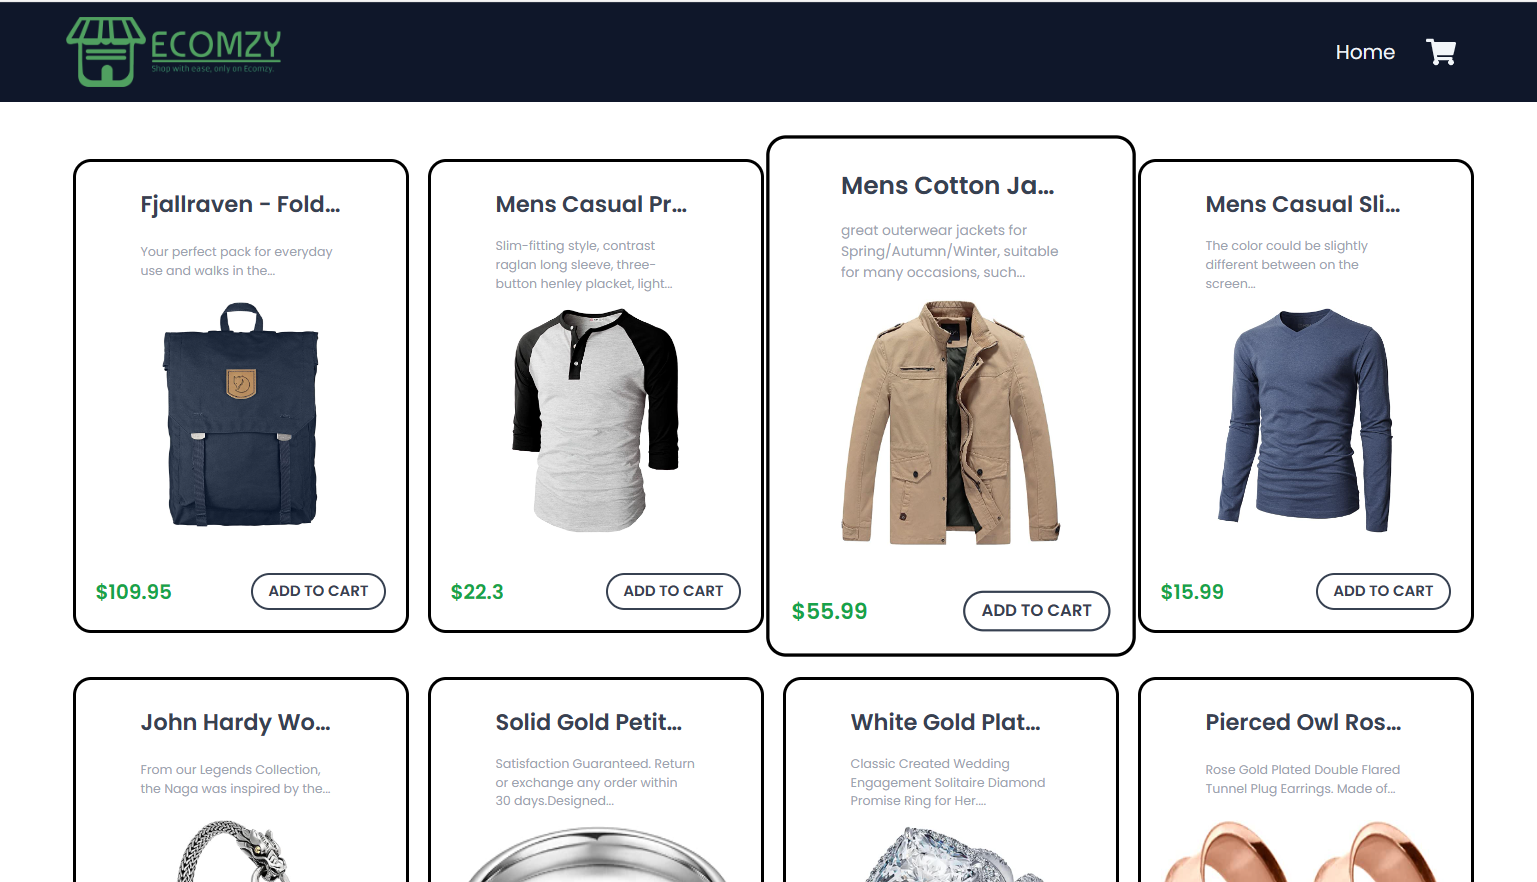 ECOMZY
Shop with ease, only on Ecomzy.
Home
Fjallraven - Fold...
Your perfect pack for everyday
use and walks in the...
$109.95
ADD TO CART
Mens Casual Pr...
Slim-fitting style, contrast
raglan long sleeve, three-
button henley placket, light...
$22.3
ADD TO CART
Mens Cotton Ja...
great outerwear jackets for
Spring/Autumn/Winter, suitable
for many occasions, such...
$55.99
ADD TO CART
Mens Casual Sli...
The color could be slightly
different between on the
screen...
$15.99
ADD TO CART
John Hardy Wo...
From our Legends Collection,
the Naga was inspired by the...
Solid Gold Petit...
Satisfaction Guaranteed. Return
or exchange any order within
30 days.Designed...
White Gold Plat...
Classic Created Wedding
Engagement Solitaire Diamond
Promise Ring for Her....
Pierced Owl Ros...
Rose Gold Plated Double Flared
Tunnel Plug Earrings. Made of...